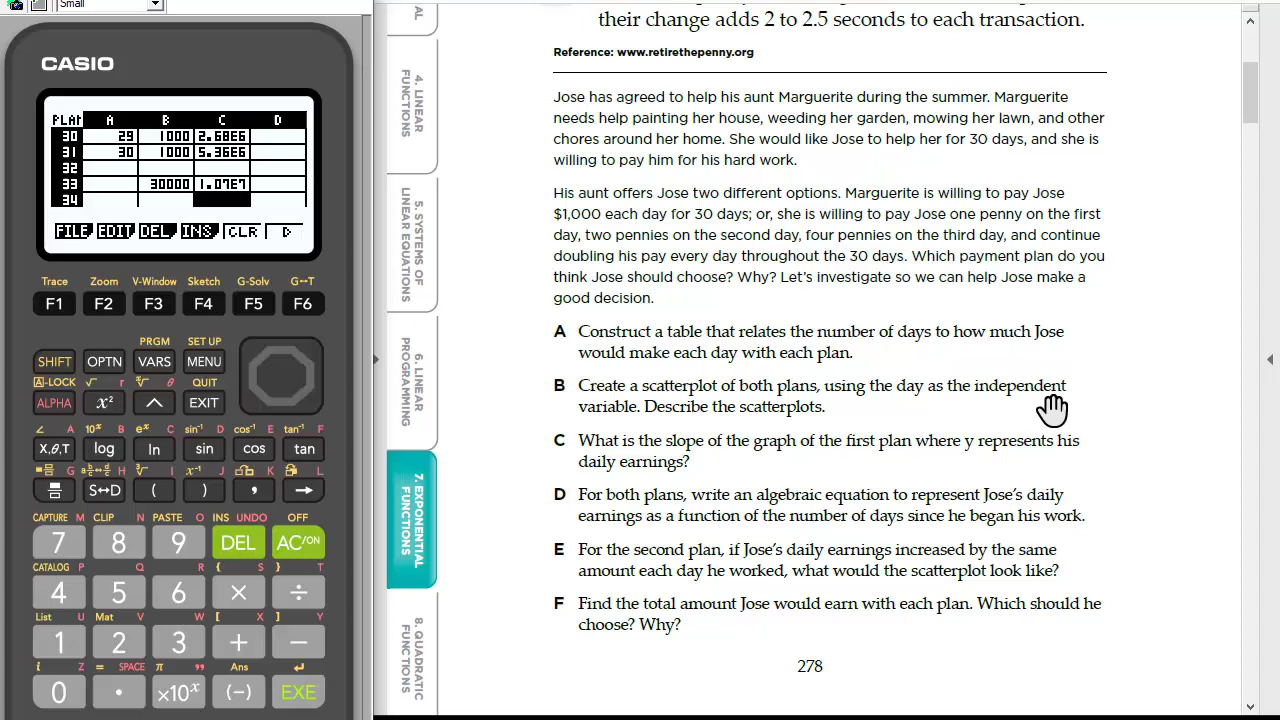 Small
CASIO
PLAN A B C D
30 29 1000 2.68E6
31 30 1000 5.36E6
32
33 30000 1.07E7
34
FILE EDIT DEL INS CLR D
Trace Zoom V-Window Sketch G-Solv G↔T
F1 F2 F3 F4 F5 F6
PRGM SET UP
SHIFT OPTN VARS MENU
A-LOCK √ r ˣ√ θ QUIT
ALPHA x² ^ EXIT
∠ A 10ˣ B eˣ C sin⁻¹ D cos⁻¹ E tan⁻¹ F
X,θ,T log ln sin cos tan
G H ³√ I x⁻¹ J K L
S↔D ( ) , →
CAPTURE M CLIP N PASTE O INS UNDO OFF
7 8 9 DEL AC/ON
CATALOG P Q R { S } T
4 5 6 × ÷
List U Mat V W [ X ] Y
1 2 3 + −
i Z = SPACE π " Ans ↵
0 . ×10ˣ (−) EXE
AL
4. LINEAR
FUNCTIONS
5. SYSTEMS OF
LINEAR EQUATIONS
6. LINEAR
PROGRAMMING
7. EXPONENTIAL
FUNCTIONS
8. QUADRATIC
FUNCTIONS
their change adds 2 to 2.5 seconds to each transaction.
Reference: www.retirethepenny.org
Jose has agreed to help his aunt Marguerite during the summer. Marguerite
needs help painting her house, weeding her garden, mowing her lawn, and other
chores around her home. She would like Jose to help her for 30 days, and she is
willing to pay him for his hard work.
His aunt offers Jose two different options. Marguerite is willing to pay Jose
$1,000 each day for 30 days; or, she is willing to pay Jose one penny on the first
day, two pennies on the second day, four pennies on the third day, and continue
doubling his pay every day throughout the 30 days. Which payment plan do you
think Jose should choose? Why? Let's investigate so we can help Jose make a
good decision.
A Construct a table that relates the number of days to how much Jose
would make each day with each plan.
B Create a scatterplot of both plans, using the day as the independent
variable. Describe the scatterplots.
C What is the slope of the graph of the first plan where y represents his
daily earnings?
D For both plans, write an algebraic equation to represent Jose's daily
earnings as a function of the number of days since he began his work.
E For the second plan, if Jose's daily earnings increased by the same
amount each day he worked, what would the scatterplot look like?
F Find the total amount Jose would earn with each plan. Which should he
choose? Why?
278